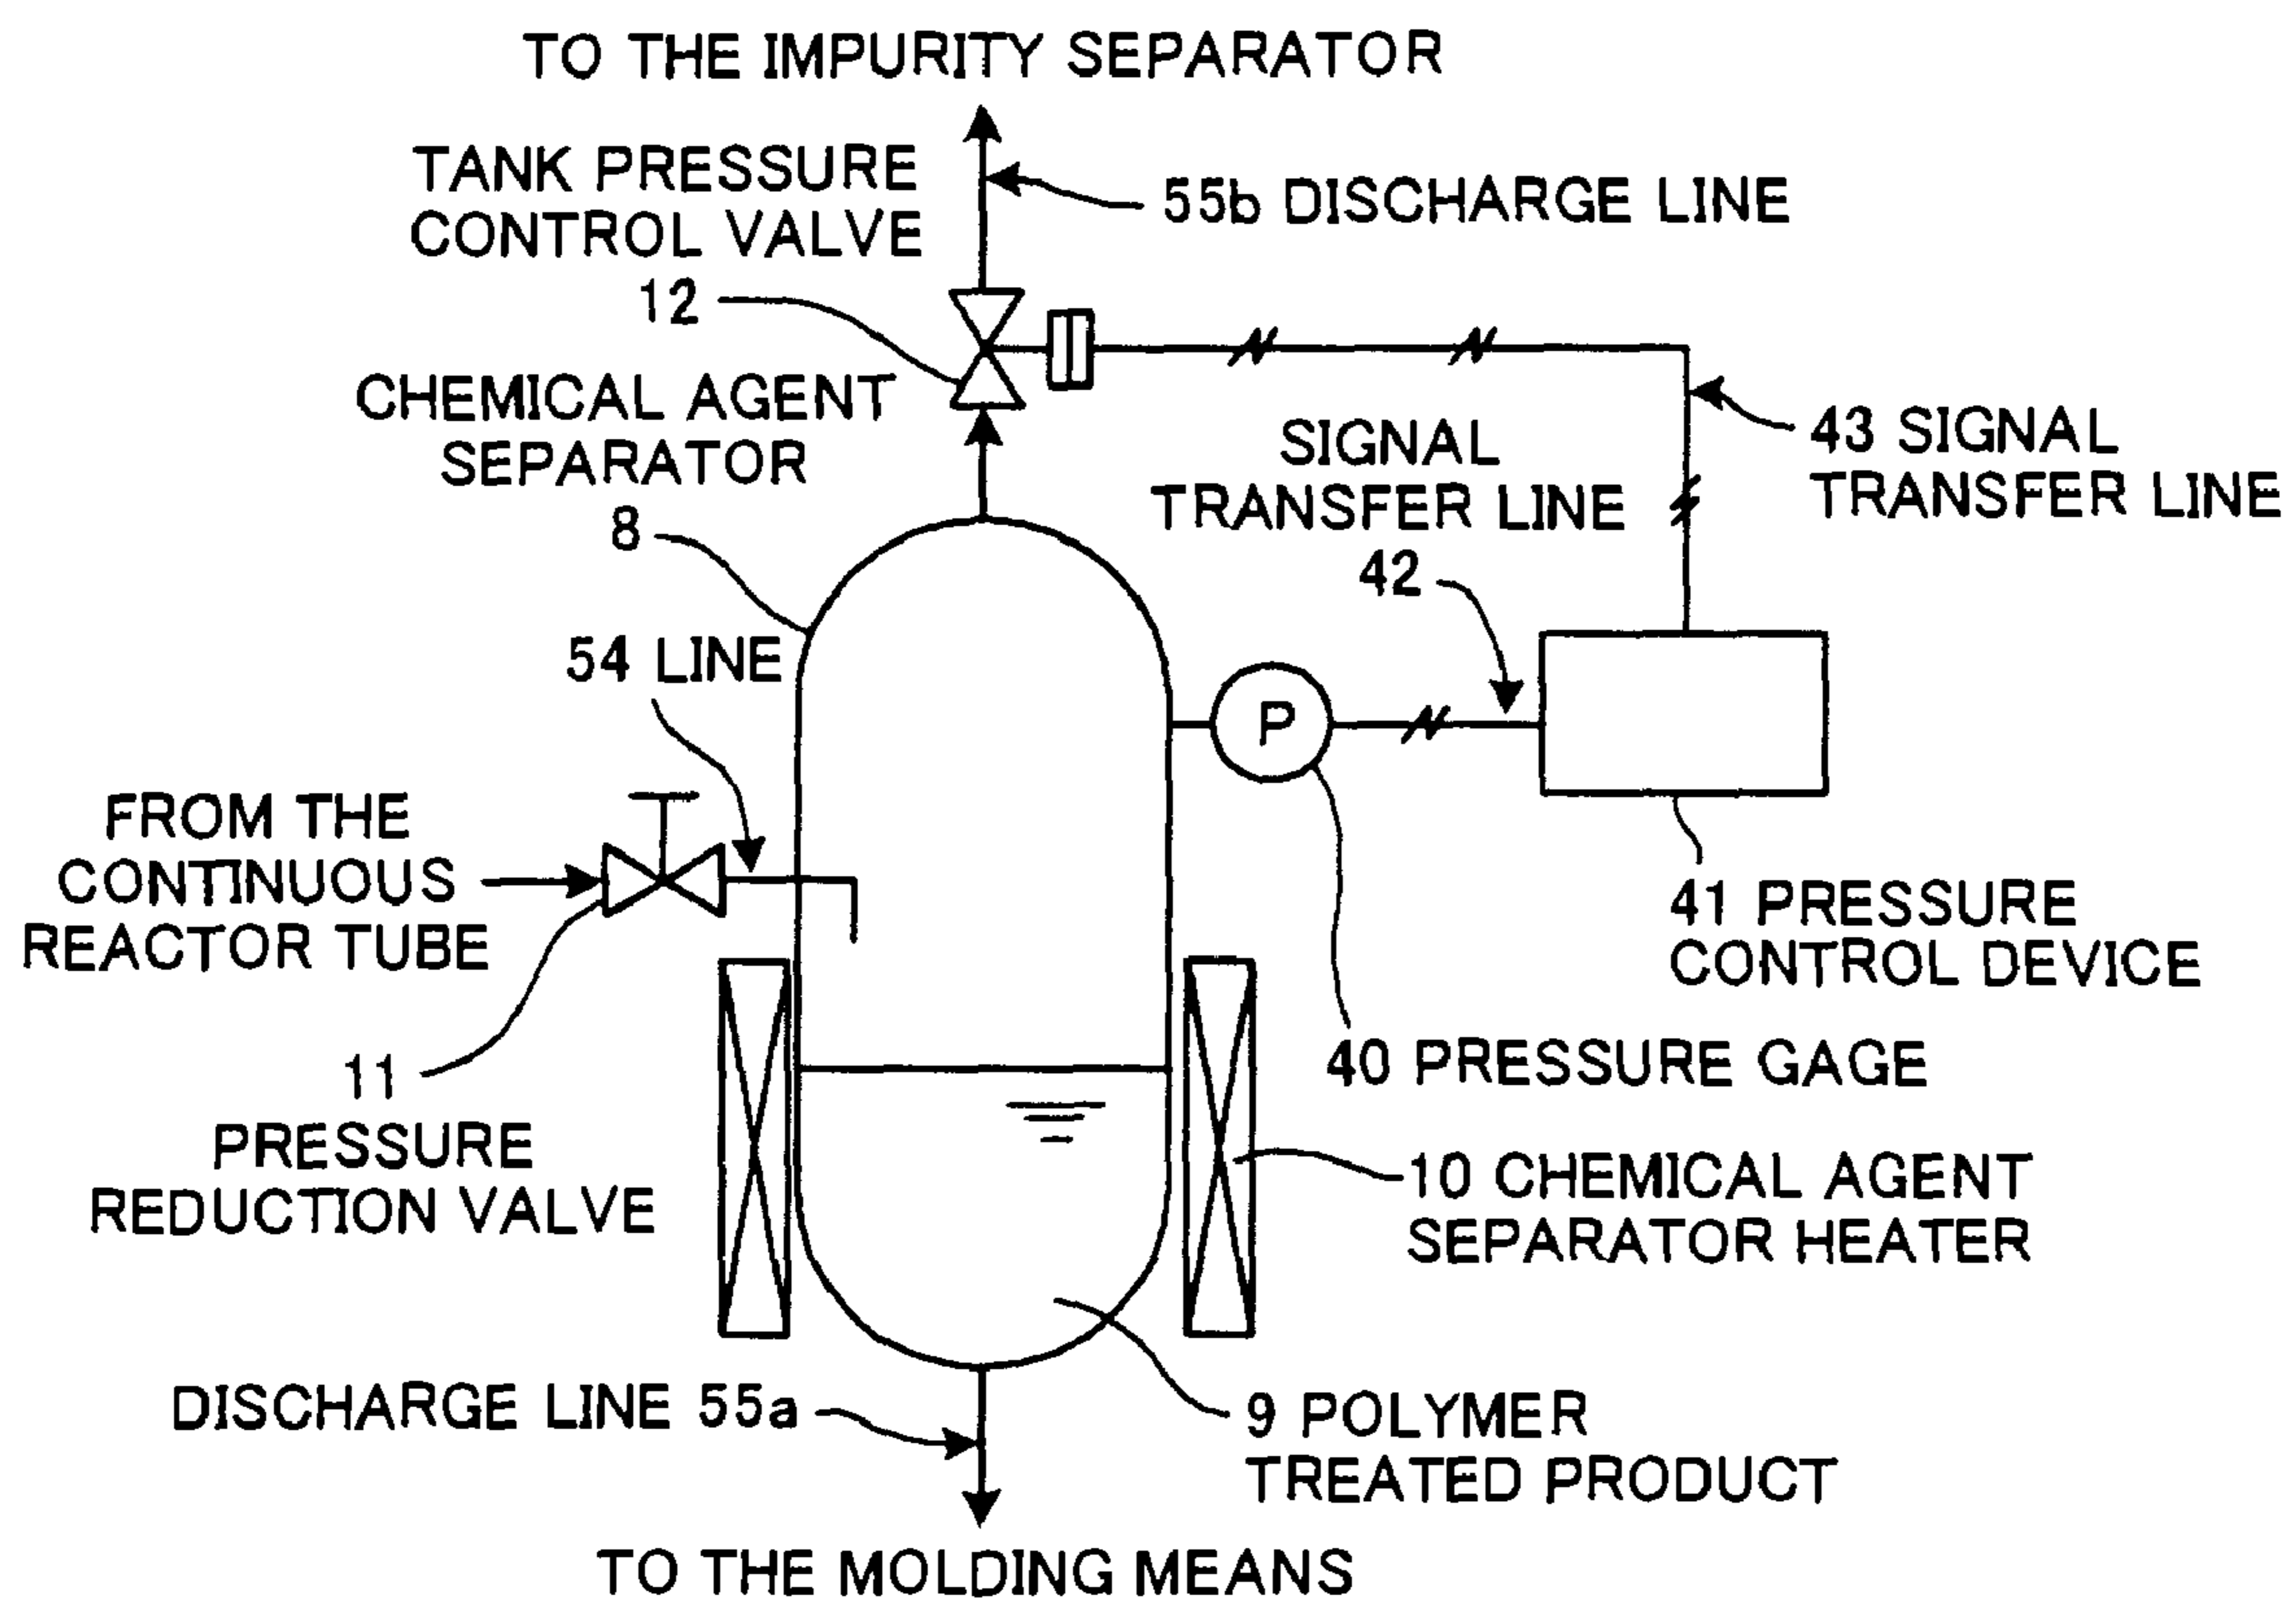 TO THE IMPURITY SEPARATOR
TANK PRESSURE
CONTROL VALVE
12
55b DISCHARGE LINE
CHEMICAL AGENT
SEPARATOR
8
SIGNAL
TRANSFER LINE
42
43 SIGNAL
TRANSFER LINE
54 LINE
P
FROM THE
CONTINUOUS
REACTOR TUBE
41 PRESSURE
CONTROL DEVICE
11
PRESSURE
REDUCTION VALVE
40 PRESSURE GAGE
10 CHEMICAL AGENT
SEPARATOR HEATER
DISCHARGE LINE 55a
9 POLYMER
TREATED PRODUCT
TO THE MOLDING MEANS